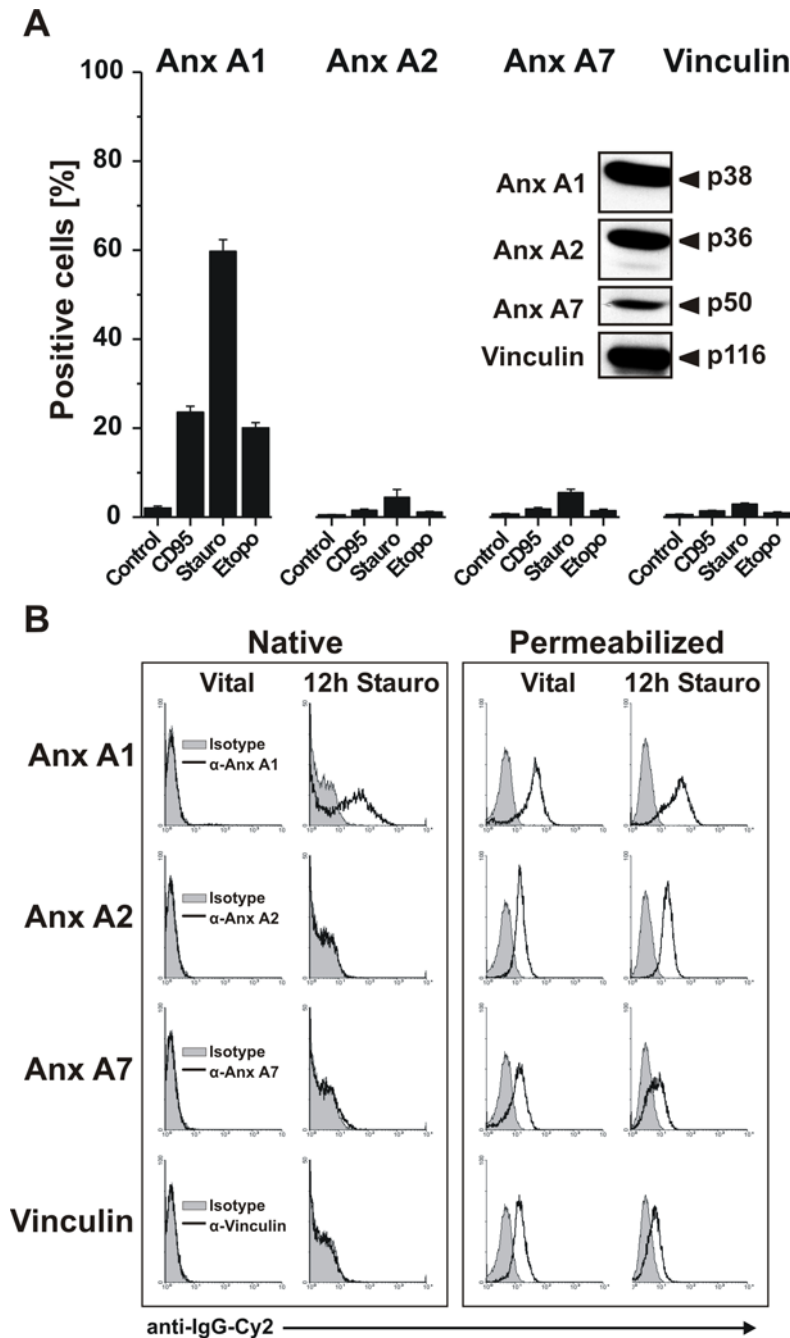 A
Anx A1 Anx A2 Anx A7 Vinculin
Positive cells [%]
100
80
60
40
20
0
Anx A1 p38
Anx A2 p36
Anx A7 p50
Vinculin p116
Control CD95 Stauro Etopo Control CD95 Stauro Etopo Control CD95 Stauro Etopo Control CD95 Stauro Etopo
B
Native Permeabilized
Vital 12h Stauro Vital 12h Stauro
Anx A1
Isotype
α-Anx A1
Anx A2
Isotype
α-Anx A2
Anx A7
Isotype
α-Anx A7
Vinculin
Isotype
α-Vinculin
anti-IgG-Cy2